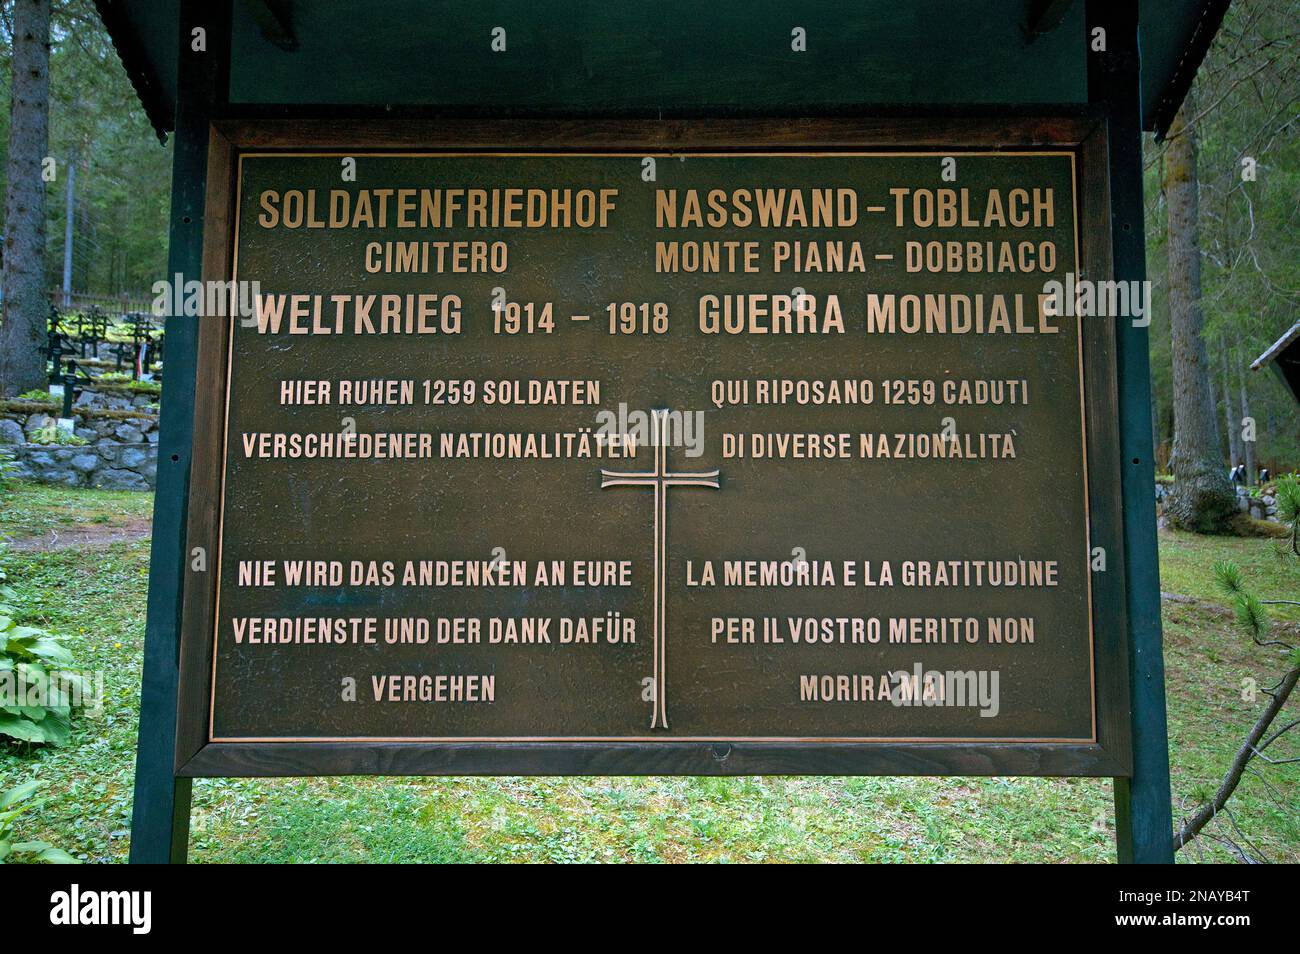 SOLDATENFRIEDHOF NASSWAND – TOBLACH
CIMITERO MONTE PIANA – DOBBIACO
WELTKRIEG 1914 – 1918 GUERRA MONDIALE
HIER RUHEN 1259 SOLDATEN
VERSCHIEDENER NATIONALITÄTEN
NIE WIRD DAS ANDENKEN AN EURE
VERDIENSTE UND DER DANK DAFÜR
VERGEHEN
QUI RIPOSANO 1259 CADUTI
DI DIVERSE NAZIONALITÀ
LA MEMORIA E LA GRATITUDINE
PER IL VOSTRO MERITO NON
MORIRÀ MAI
alamy
Image ID: 2NAYB4T
www.alamy.com